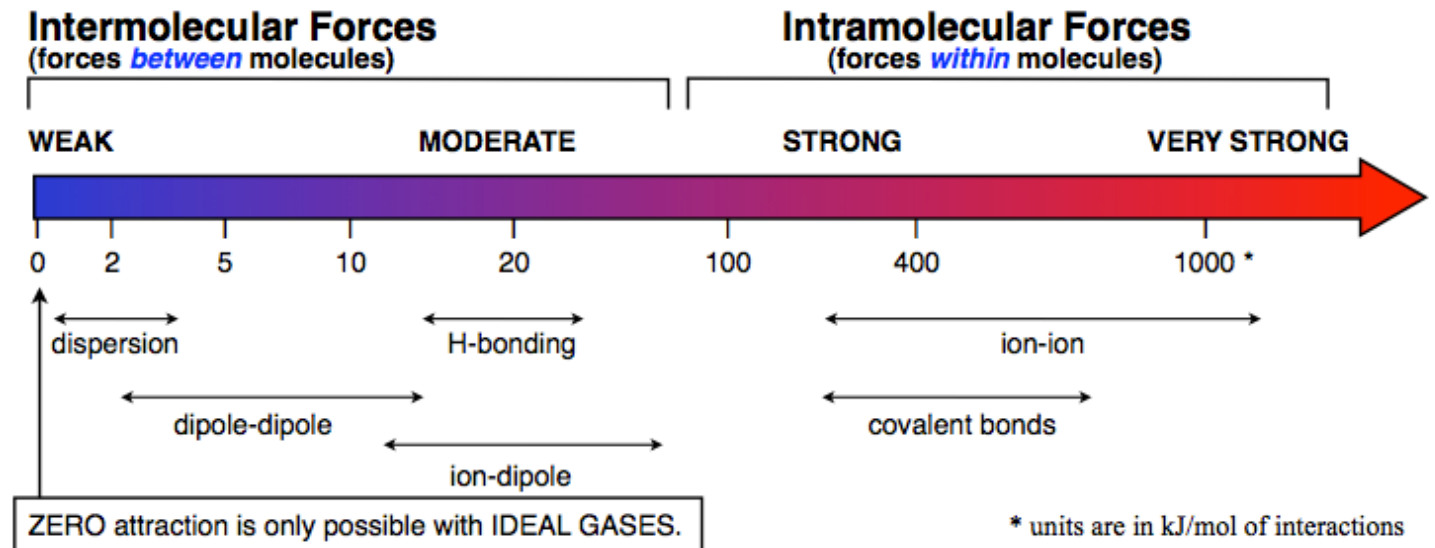 Intermolecular Forces
(forces between molecules)
Intramolecular Forces
(forces within molecules)
WEAK MODERATE STRONG VERY STRONG
0 2 5 10 20 100 400 1000 *
dispersion H-bonding ion-ion
dipole-dipole covalent bonds
ion-dipole
ZERO attraction is only possible with IDEAL GASES.
* units are in kJ/mol of interactions